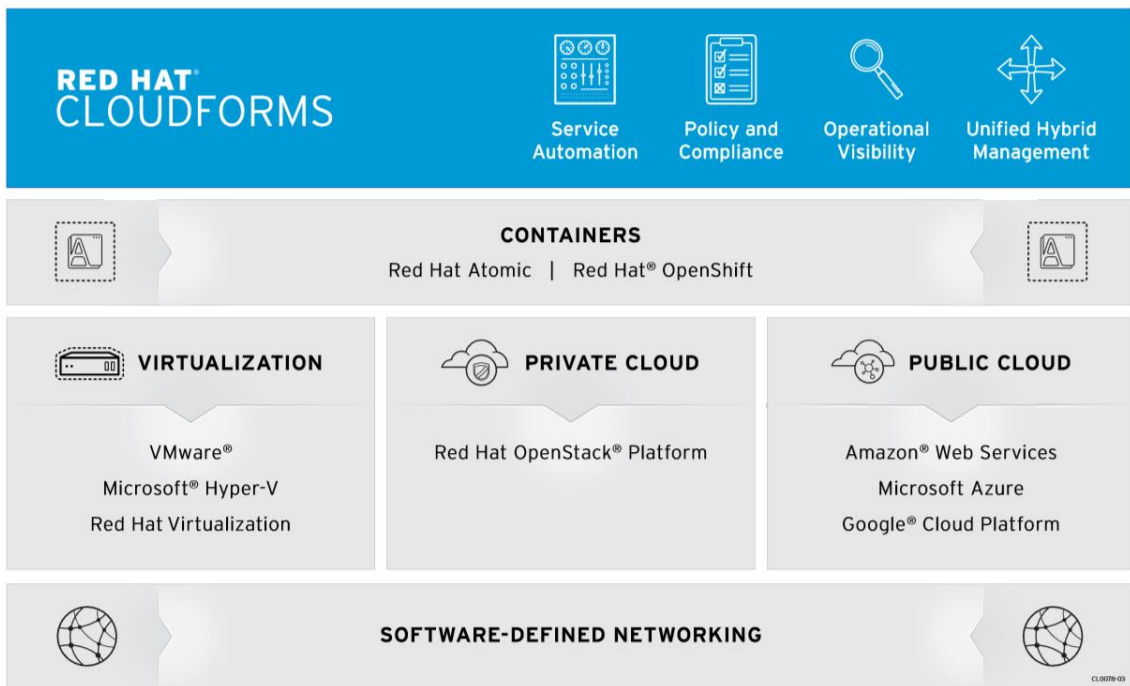 RED HAT®
CLOUDFORMS
Service
Automation
Policy and
Compliance
Operational
Visibility
Unified Hybrid
Management
CONTAINERS
Red Hat Atomic | Red Hat® OpenShift
VIRTUALIZATION
VMware®
Microsoft® Hyper-V
Red Hat Virtualization
PRIVATE CLOUD
Red Hat OpenStack® Platform
PUBLIC CLOUD
Amazon® Web Services
Microsoft Azure
Google® Cloud Platform
SOFTWARE-DEFINED NETWORKING
CL0078-03